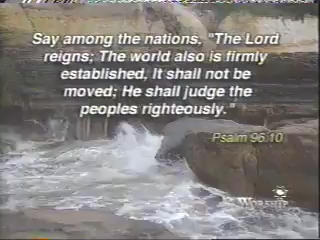 Say among the nations, "The Lord
reigns; The world also is firmly
established, It shall not be
moved; He shall judge the
peoples righteously."
Psalm 96:10
WORSHIP